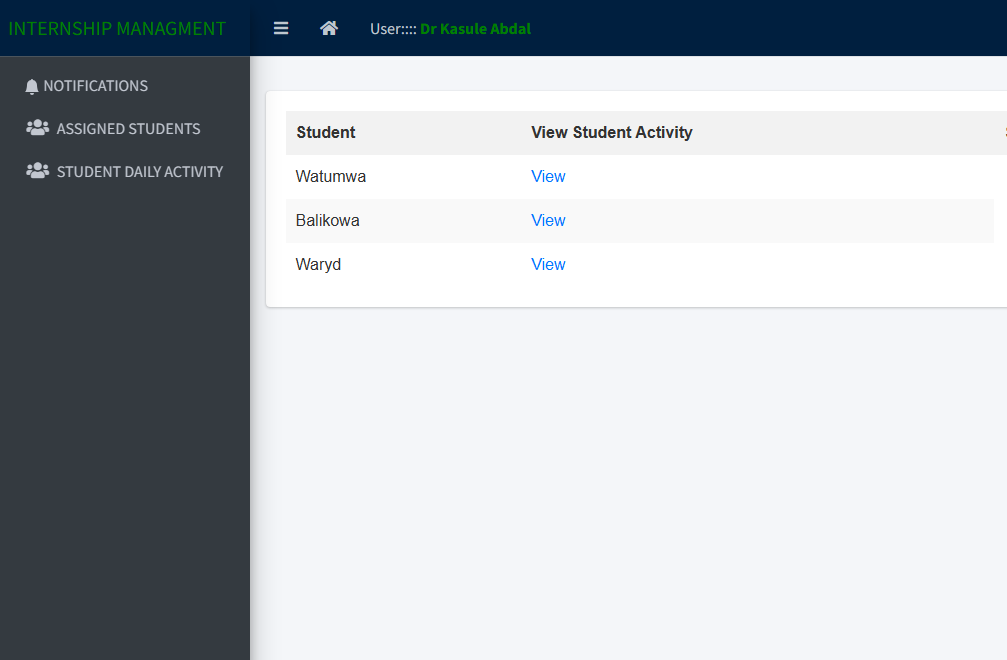 INTERNSHIP MANAGMENT
User:::: Dr Kasule Abdal
NOTIFICATIONS
ASSIGNED STUDENTS
STUDENT DAILY ACTIVITY
Student View Student Activity
Watumwa View
Balikowa View
Waryd View